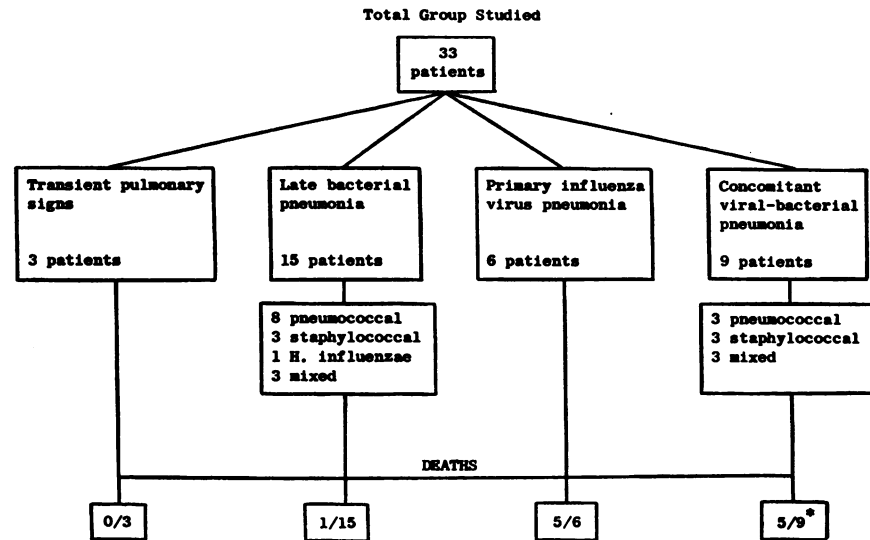 Total Group Studied
33
patients
Transient pulmonary
signs
3 patients
Late bacterial
pneumonia
15 patients
Primary influenza
virus pneumonia
6 patients
Concomitant
viral-bacterial
pneumonia
9 patients
8 pneumococcal
3 staphylococcal
1 H. influenzae
3 mixed
3 pneumococcal
3 staphylococcal
3 mixed
DEATHS
0/3
1/15
5/6
5/9*